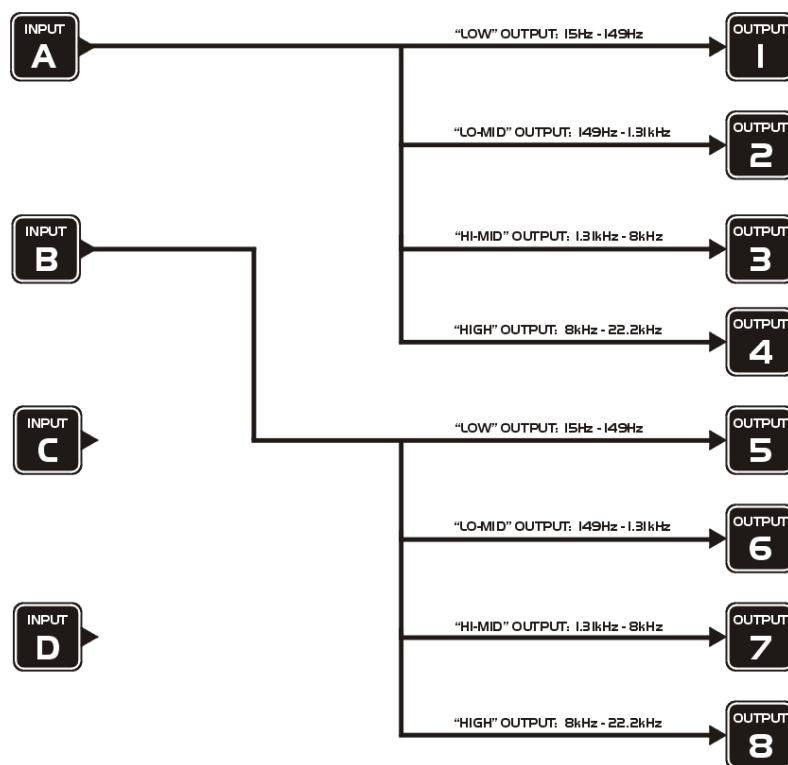 INPUT
A
"LOW" OUTPUT: 15Hz - 149Hz
OUTPUT
1
"LO-MID" OUTPUT: 149Hz - 1.31kHz
OUTPUT
2
INPUT
B
"HI-MID" OUTPUT: 1.31kHz - 8kHz
OUTPUT
3
"HIGH" OUTPUT: 8kHz - 22.2kHz
OUTPUT
4
INPUT
C
"LOW" OUTPUT: 15Hz - 149Hz
OUTPUT
5
"LO-MID" OUTPUT: 149Hz - 1.31kHz
OUTPUT
6
INPUT
D
"HI-MID" OUTPUT: 1.31kHz - 8kHz
OUTPUT
7
"HIGH" OUTPUT: 8kHz - 22.2kHz
OUTPUT
8